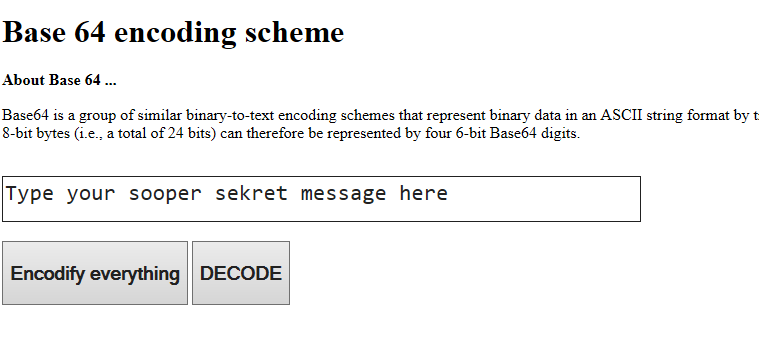 Base 64 encoding scheme
About Base 64 ...
Base64 is a group of similar binary-to-text encoding schemes that represent binary data in an ASCII string format by
8-bit bytes (i.e., a total of 24 bits) can therefore be represented by four 6-bit Base64 digits.
Type your sooper sekret message here
Encodify everything DECODE